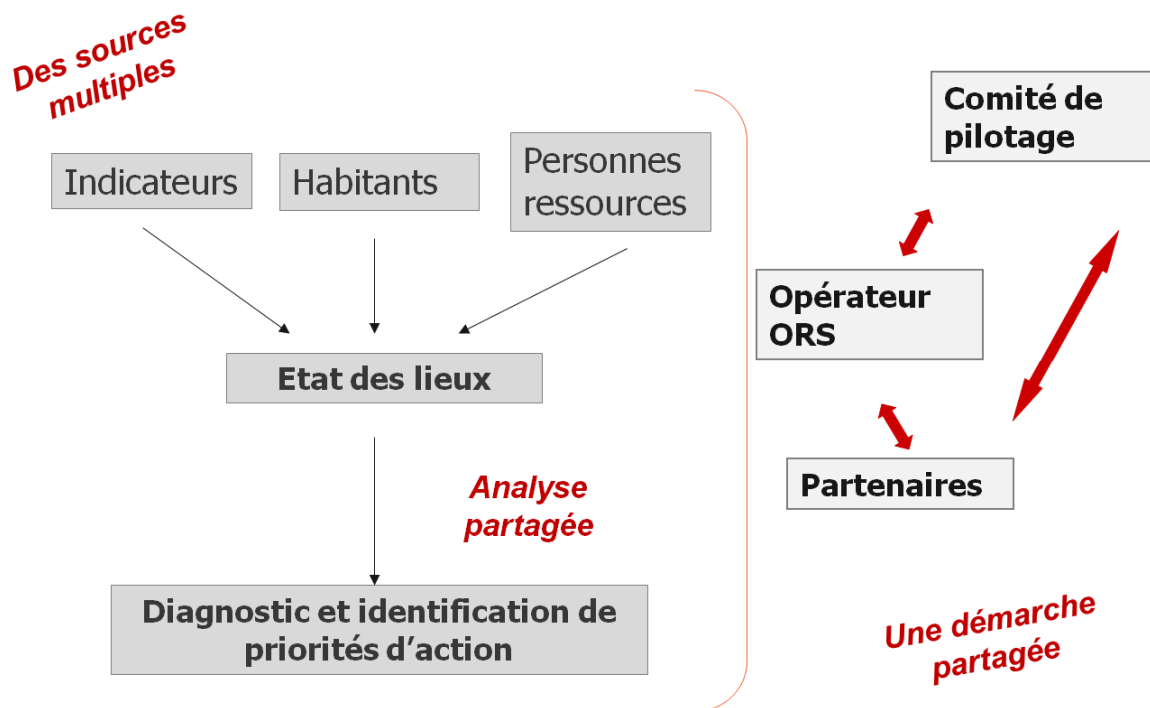 Des sources
multiples
Indicateurs
Habitants
Personnes
ressources
Etat des lieux
Analyse
partagée
Diagnostic et identification de
priorités d’action
Comité de
pilotage
Opérateur
ORS
Partenaires
Une démarche
partagée